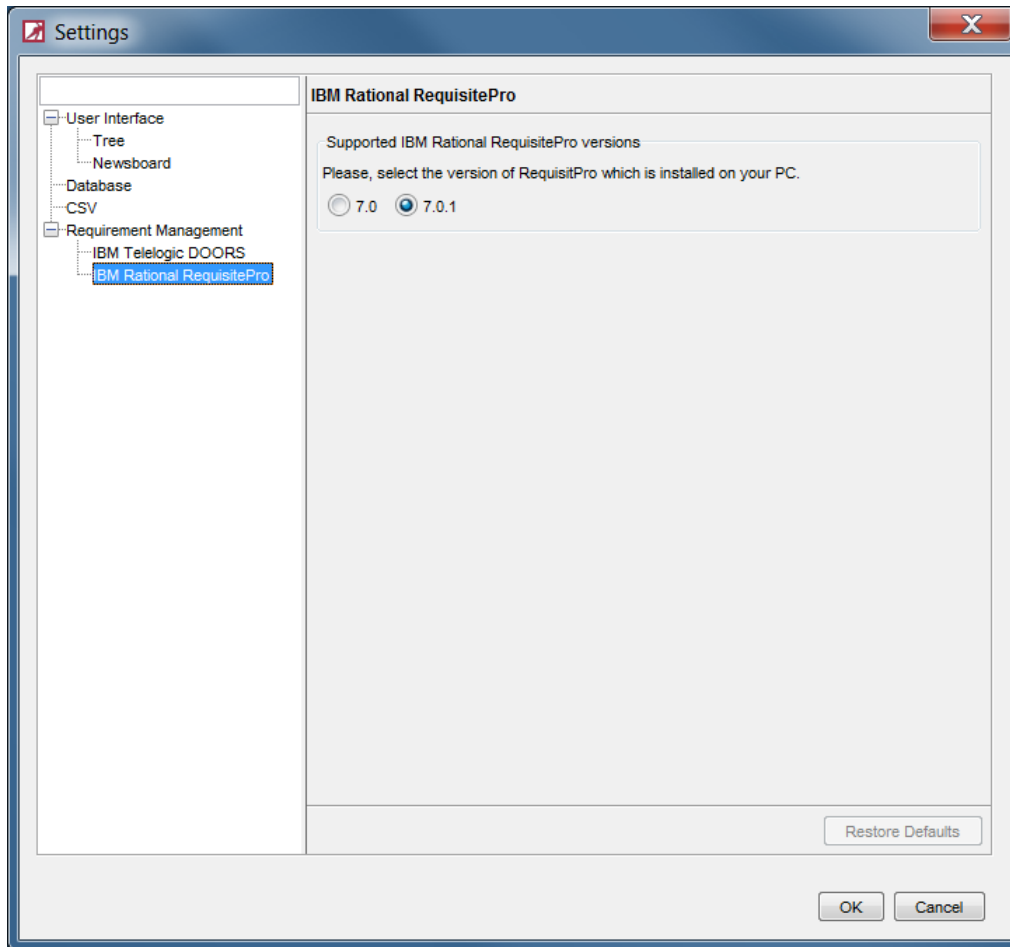 Settings
IBM Rational RequisitePro
User Interface
Tree
Newsboard
Database
CSV
Requirement Management
IBM Telelogic DOORS
IBM Rational RequisitePro
Supported IBM Rational RequisitePro versions
Please, select the version of RequisitPro which is installed on your PC.
7.0 7.0.1
Restore Defaults
OK Cancel